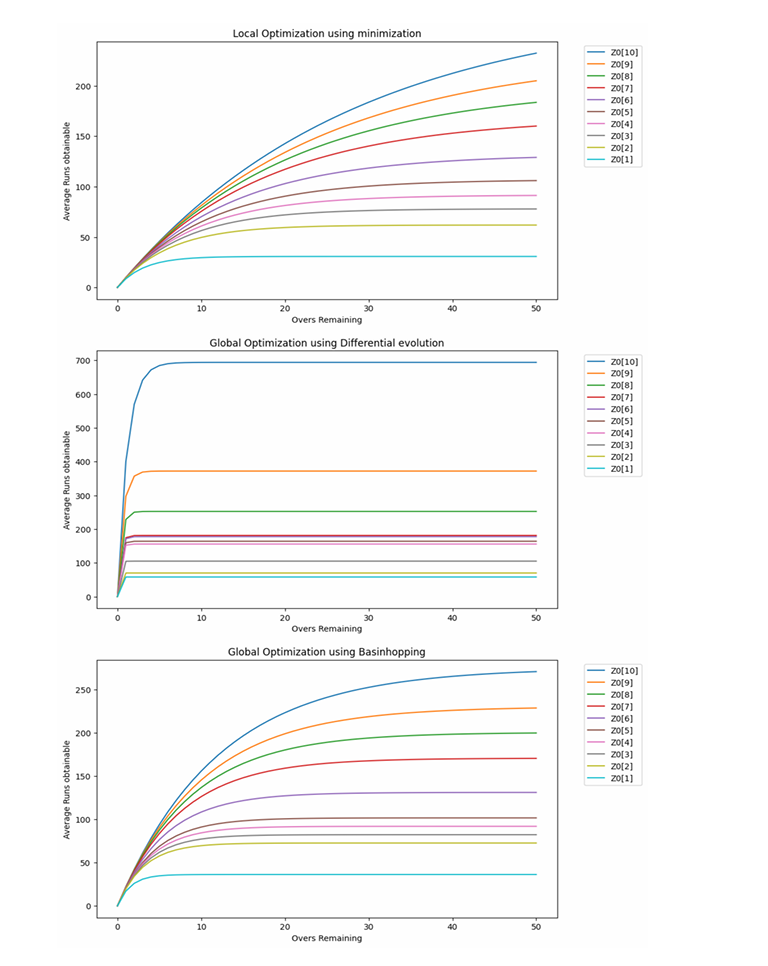 Local Optimization using minimization
Average Runs obtainable
200
150
100
50
0
0 10 20 30 40 50
Overs Remaining
Z0[10]
Z0[9]
Z0[8]
Z0[7]
Z0[6]
Z0[5]
Z0[4]
Z0[3]
Z0[2]
Z0[1]
Global Optimization using Differential evolution
Average Runs obtainable
700
600
500
400
300
200
100
0
0 10 20 30 40 50
Overs Remaining
Z0[10]
Z0[9]
Z0[8]
Z0[7]
Z0[6]
Z0[5]
Z0[4]
Z0[3]
Z0[2]
Z0[1]
Global Optimization using Basinhopping
Average Runs obtainable
250
200
150
100
50
0
0 10 20 30 40 50
Overs Remaining
Z0[10]
Z0[9]
Z0[8]
Z0[7]
Z0[6]
Z0[5]
Z0[4]
Z0[3]
Z0[2]
Z0[1]